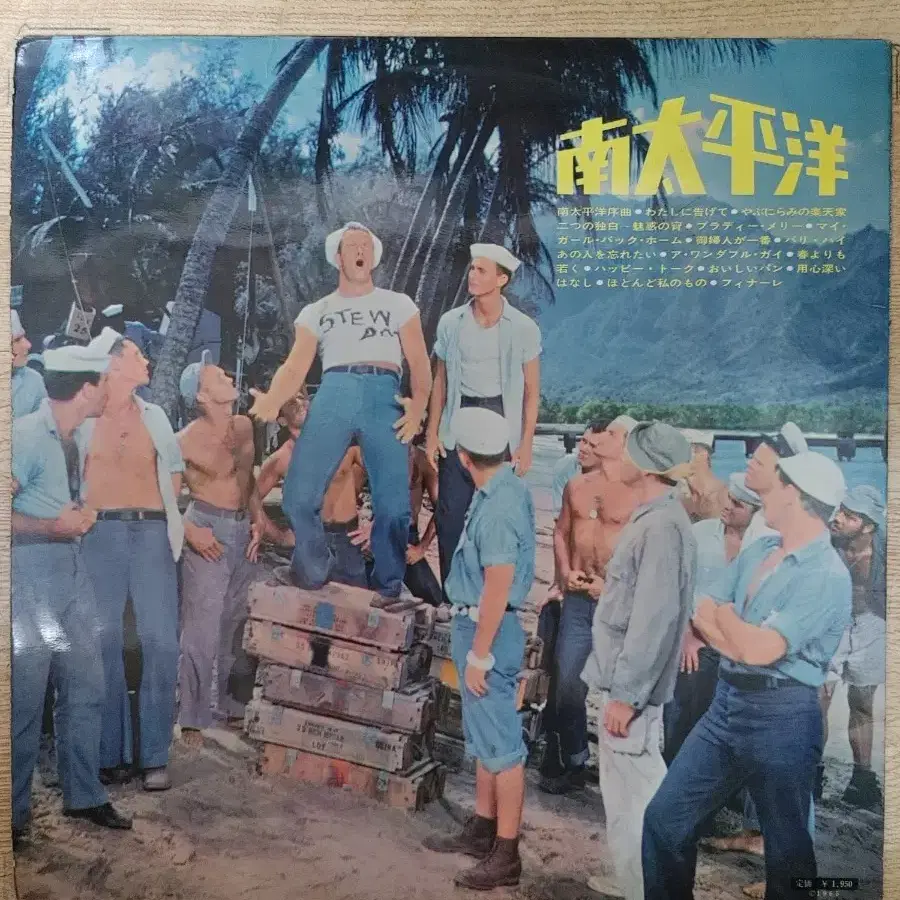 南太平洋
南太平洋序曲●わたしに告げて●やぶにらみの楽天家
二つの独白~魅惑の宵●ブラディー・メリー●マイ・
ガール・バック・ホーム●御婦人が一番●バリ・ハイ
あの人を忘れたい●ア・ワンダフル・ガイ●春よりも
若く●ハッピー・トーク●おいしいパン●用心深い
はなし●ほとんど私のもの●フィナーレ
STEW
定価 ¥1,950